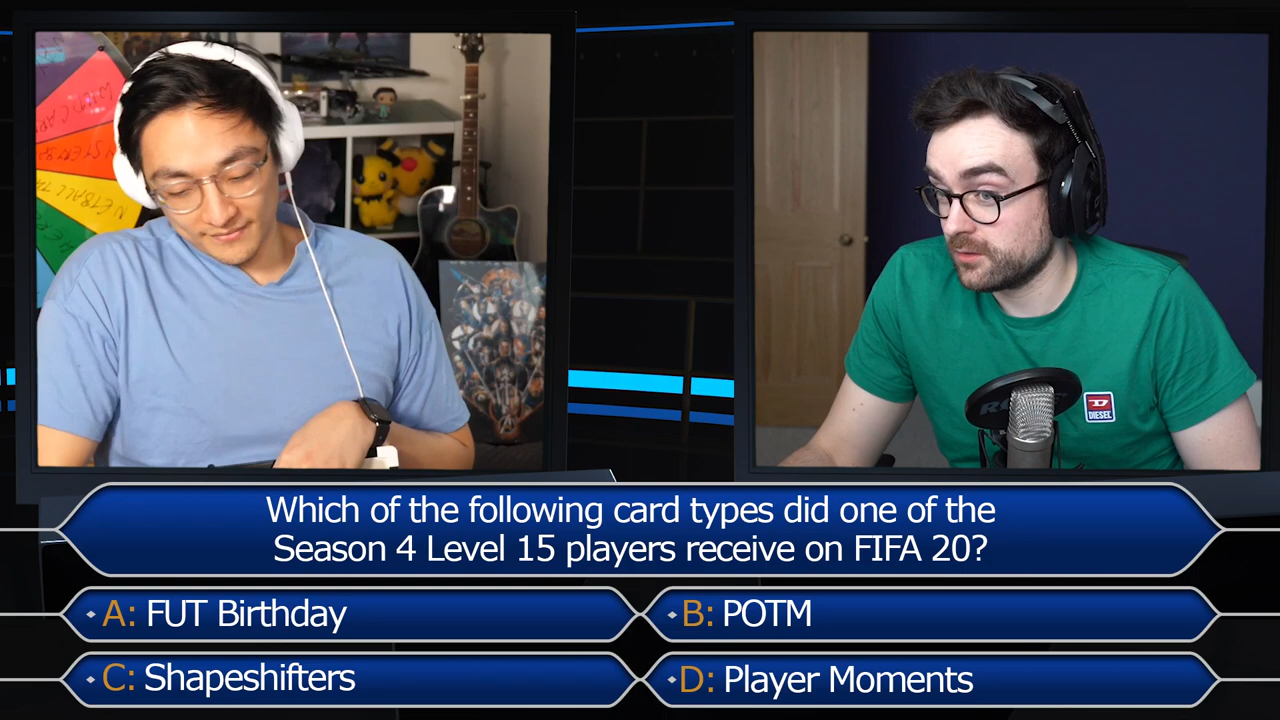 Which of the following card types did one of the
Season 4 Level 15 players receive on FIFA 20?
A: FUT Birthday
B: POTM
C: Shapeshifters
D: Player Moments
DIESEL